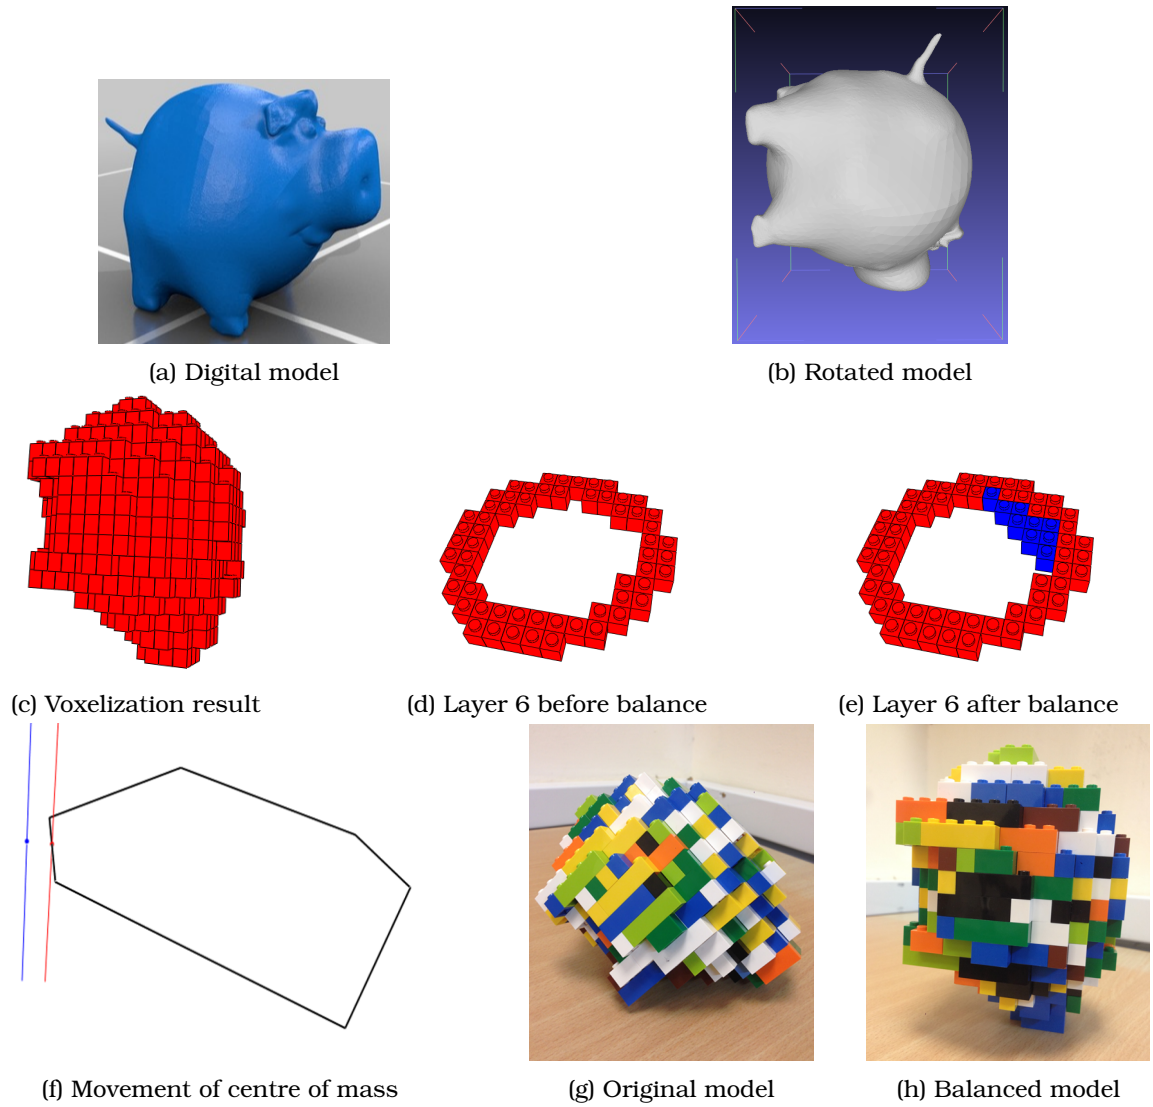 (a) Digital model
(b) Rotated model
(c) Voxelization result
(d) Layer 6 before balance
(e) Layer 6 after balance
(f) Movement of centre of mass
(g) Original model
(h) Balanced model